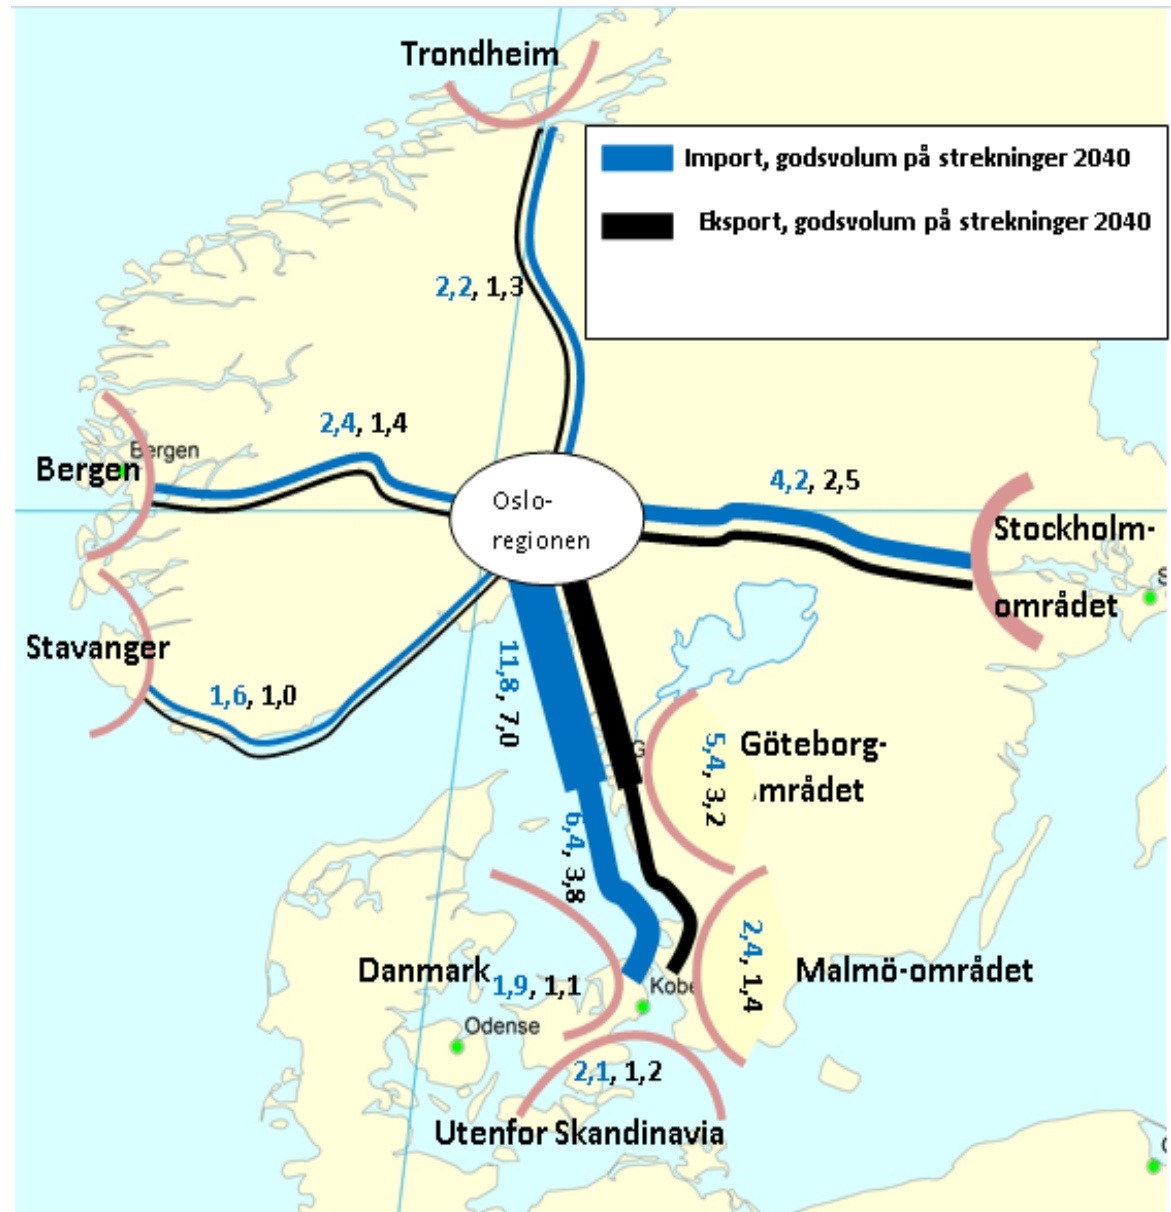 Trondheim
Import, godsvolum på strekninger 2040
Eksport, godsvolum på strekninger 2040
2,2, 1,3
2,4, 1,4
Bergen
Bergen
4,2, 2,5
Oslo-
regionen
Stockholm-
området
S
Stavanger
1,6, 1,0
11,8, 7,0
G
5,4, 3,2
Göteborg-
mrådet
6,4, 3,8
Danmark
1,9, 1,1
Kobe
2,4, 1,4
Malmö-området
Odense
2,1, 1,2
Utenfor Skandinavia